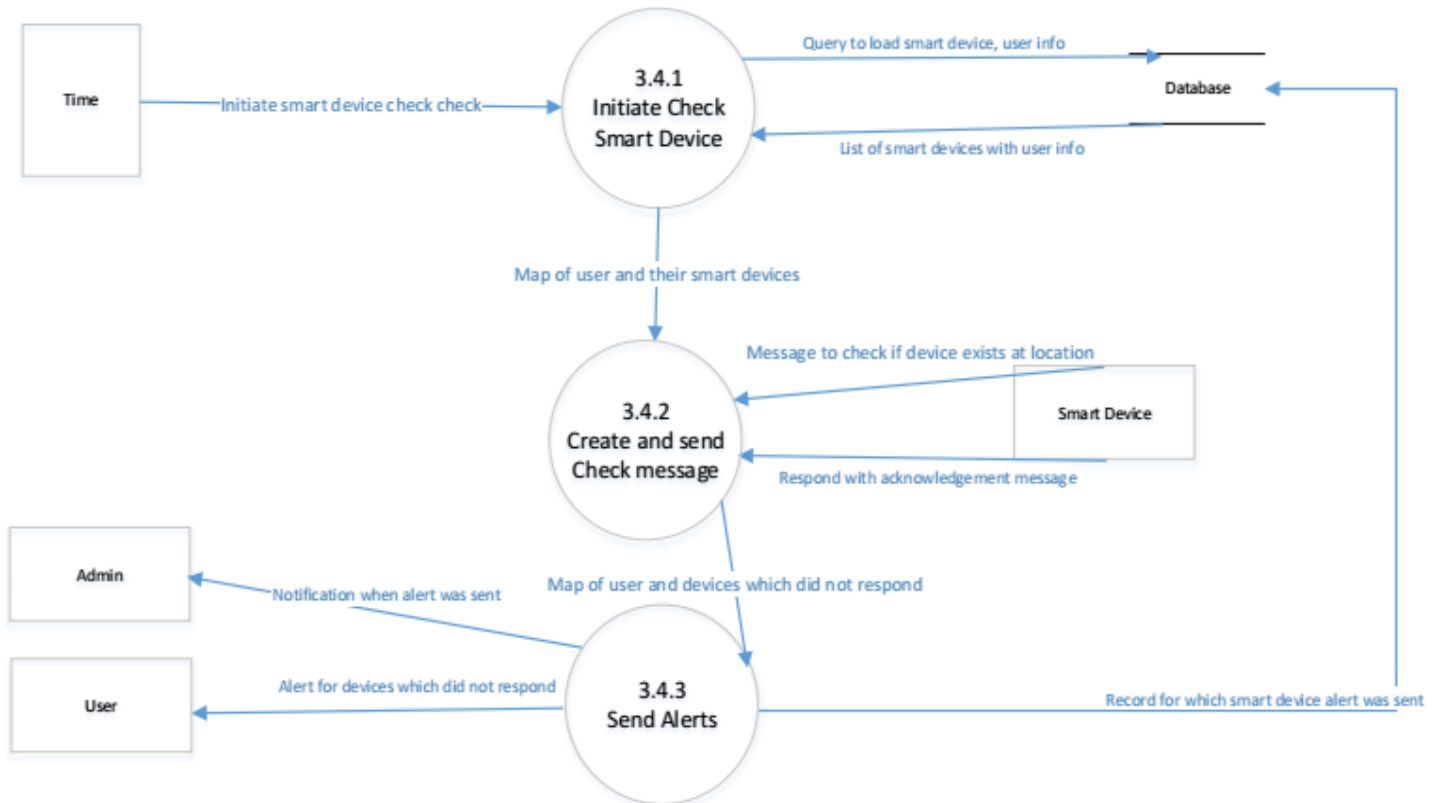 Query to load smart device, user info
3.4.1
Initiate Check
Smart Device
Time
Initiate smart device check check
Database
List of smart devices with user info
Map of user and their smart devices
Message to check if device exists at location
3.4.2
Create and send
Check message
Smart Device
Respond with acknowledgement message
Admin
Map of user and devices which did not respond
Notification when alert was sent
3.4.3
Send Alerts
Alert for devices which did not respond
User
Record for which smart device alert was sent